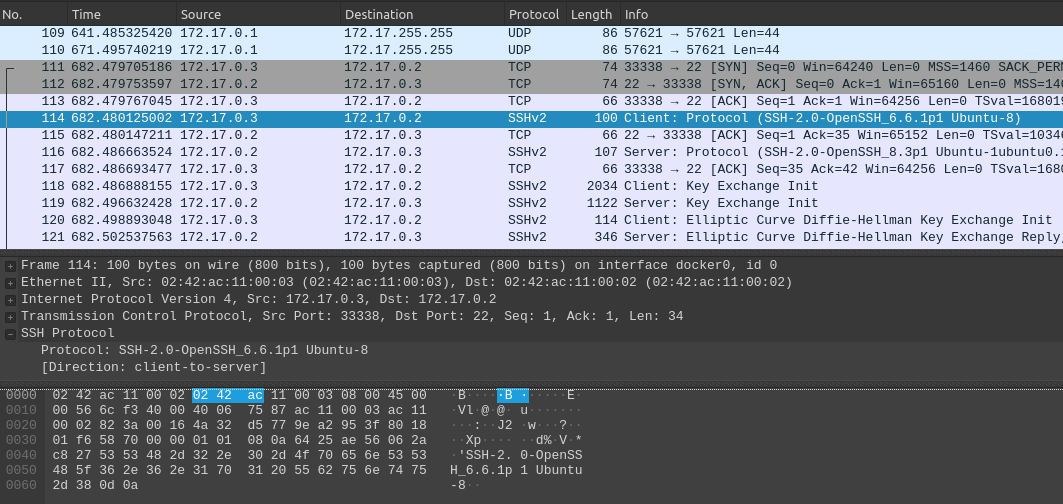 No. Time Source Destination Protocol Length Info
109 641.485325420 172.17.0.1 172.17.255.255 UDP 86 57621 → 57621 Len=44
110 671.495740219 172.17.0.1 172.17.255.255 UDP 86 57621 → 57621 Len=44
111 682.479705186 172.17.0.3 172.17.0.2 TCP 74 33338 → 22 [SYN] Seq=0 Win=64240 Len=0 MSS=1460 SACK_PERM
112 682.479753597 172.17.0.2 172.17.0.3 TCP 74 22 → 33338 [SYN, ACK] Seq=0 Ack=1 Win=65160 Len=0 MSS=146
113 682.479767045 172.17.0.3 172.17.0.2 TCP 66 33338 → 22 [ACK] Seq=1 Ack=1 Win=64256 Len=0 TSval=168019
114 682.480125002 172.17.0.3 172.17.0.2 SSHv2 100 Client: Protocol (SSH-2.0-OpenSSH_6.6.1p1 Ubuntu-8)
115 682.480147211 172.17.0.2 172.17.0.3 TCP 66 22 → 33338 [ACK] Seq=1 Ack=35 Win=65152 Len=0 TSval=10346
116 682.486663524 172.17.0.2 172.17.0.3 SSHv2 107 Server: Protocol (SSH-2.0-OpenSSH_8.3p1 Ubuntu-1ubuntu0.1
117 682.486693477 172.17.0.3 172.17.0.2 TCP 66 33338 → 22 [ACK] Seq=35 Ack=42 Win=64256 Len=0 TSval=1680
118 682.486888155 172.17.0.3 172.17.0.2 SSHv2 2034 Client: Key Exchange Init
119 682.496632428 172.17.0.2 172.17.0.3 SSHv2 1122 Server: Key Exchange Init
120 682.498893048 172.17.0.3 172.17.0.2 SSHv2 114 Client: Elliptic Curve Diffie-Hellman Key Exchange Init
121 682.502537563 172.17.0.2 172.17.0.3 SSHv2 346 Server: Elliptic Curve Diffie-Hellman Key Exchange Reply,
Frame 114: 100 bytes on wire (800 bits), 100 bytes captured (800 bits) on interface docker0, id 0
Ethernet II, Src: 02:42:ac:11:00:03 (02:42:ac:11:00:03), Dst: 02:42:ac:11:00:02 (02:42:ac:11:00:02)
Internet Protocol Version 4, Src: 172.17.0.3, Dst: 172.17.0.2
Transmission Control Protocol, Src Port: 33338, Dst Port: 22, Seq: 1, Ack: 1, Len: 34
SSH Protocol
Protocol: SSH-2.0-OpenSSH_6.6.1p1 Ubuntu-8
[Direction: client-to-server]
0000 02 42 ac 11 00 02 02 42 ac 11 00 03 08 00 45 00 ·B·····B ······E·
0010 00 56 6c f3 40 00 40 06 75 87 ac 11 00 03 ac 11 ·Vl·@·@· u·······
0020 00 02 82 3a 00 16 4a 32 d5 77 9e a2 95 3f 80 18 ···:··J2 ·w···?··
0030 01 f6 58 70 00 00 01 01 08 0a 64 25 ae 56 06 2a ··Xp···· ··d%·V·*
0040 c8 27 53 53 48 2d 32 2e 30 2d 4f 70 65 6e 53 53 ·'SSH-2. 0-OpenSS
0050 48 5f 36 2e 36 2e 31 70 31 20 55 62 75 6e 74 75 H_6.6.1p 1 Ubuntu
0060 2d 38 0d 0a -8··